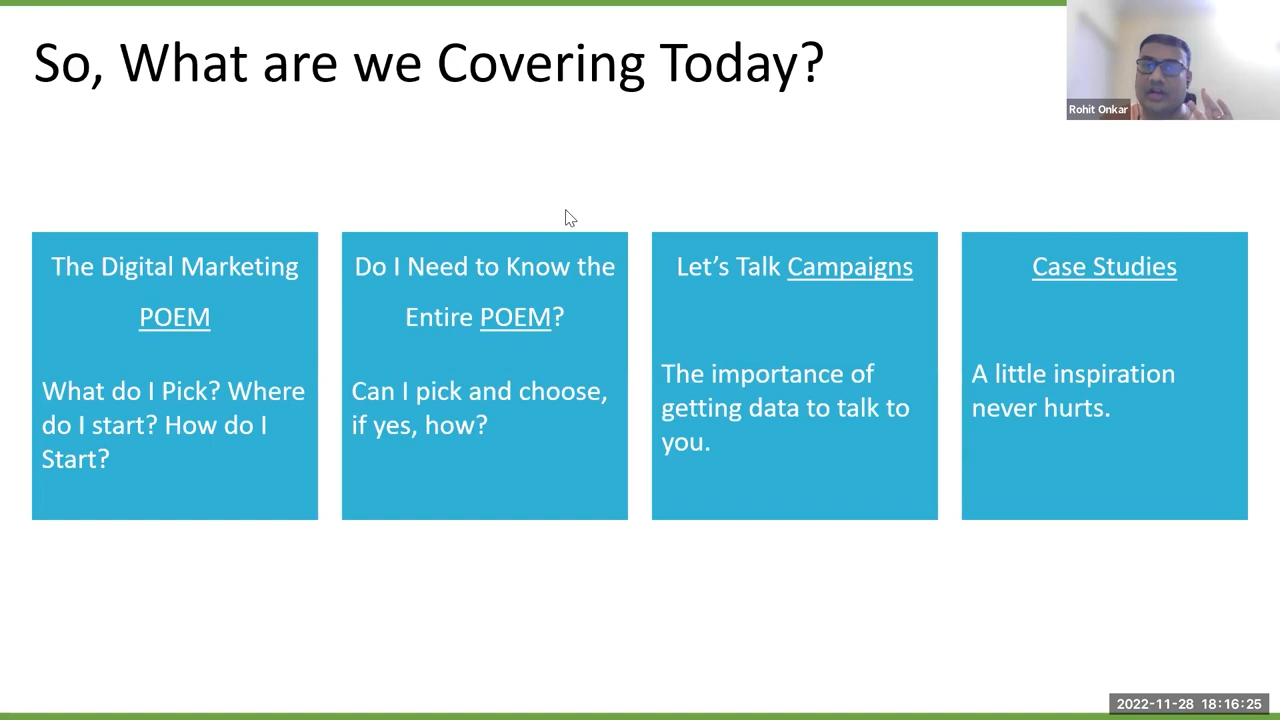 So, What are we Covering Today?
Rohit Onkar
The Digital Marketing
POEM
What do I Pick? Where
do I start? How do I
Start?
Do I Need to Know the
Entire POEM?
Can I pick and choose,
if yes, how?
Let’s Talk Campaigns
The importance of
getting data to talk to
you.
Case Studies
A little inspiration
never hurts.
2022-11-28 18:16:25